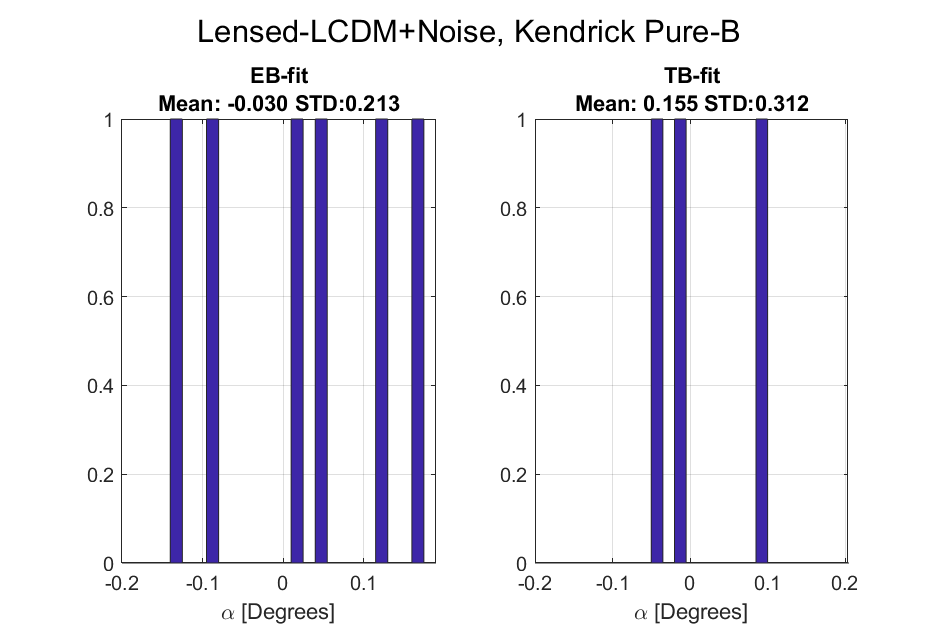 Lensed-LCDM+Noise, Kendrick Pure-B
EB-fit
Mean: -0.030 STD:0.213
1
0.8
0.6
0.4
0.2
0
-0.2 -0.1 0 0.1
α [Degrees]
TB-fit
Mean: 0.155 STD:0.312
1
0.8
0.6
0.4
0.2
0
-0.2 -0.1 0 0.1 0.2
α [Degrees]